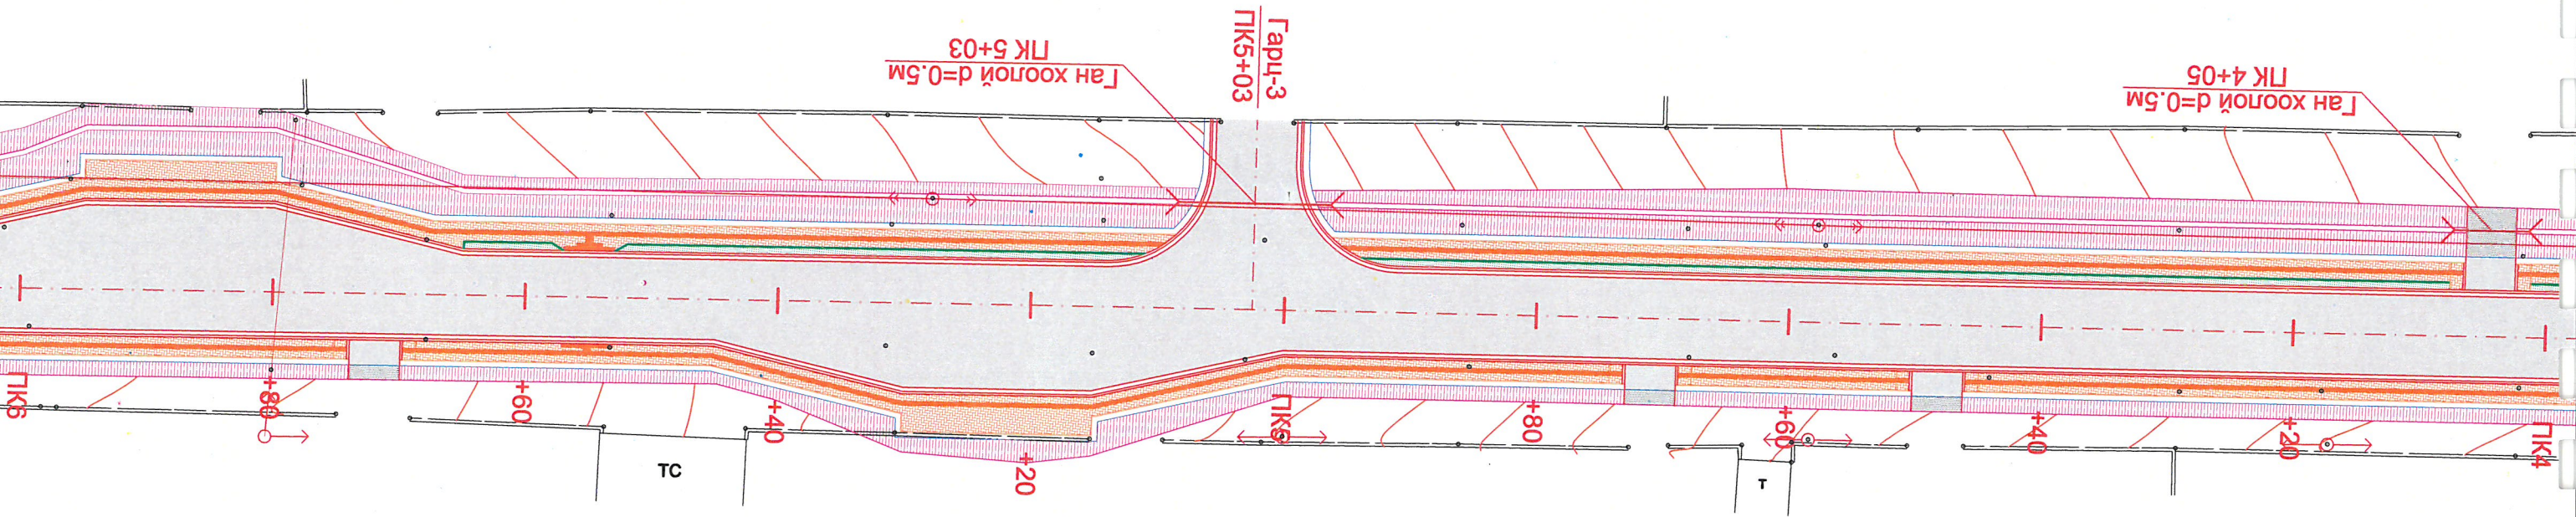 Ган хоолой d=0.5м
ПК 5+03
Гарц-3
ПК5+03
Ган хоолой d=0.5м
ПК 4+05
ПК6
+80
+60
+40
+20
ПК5
+80
+60
+40
+20
ПК4
ТС
Т